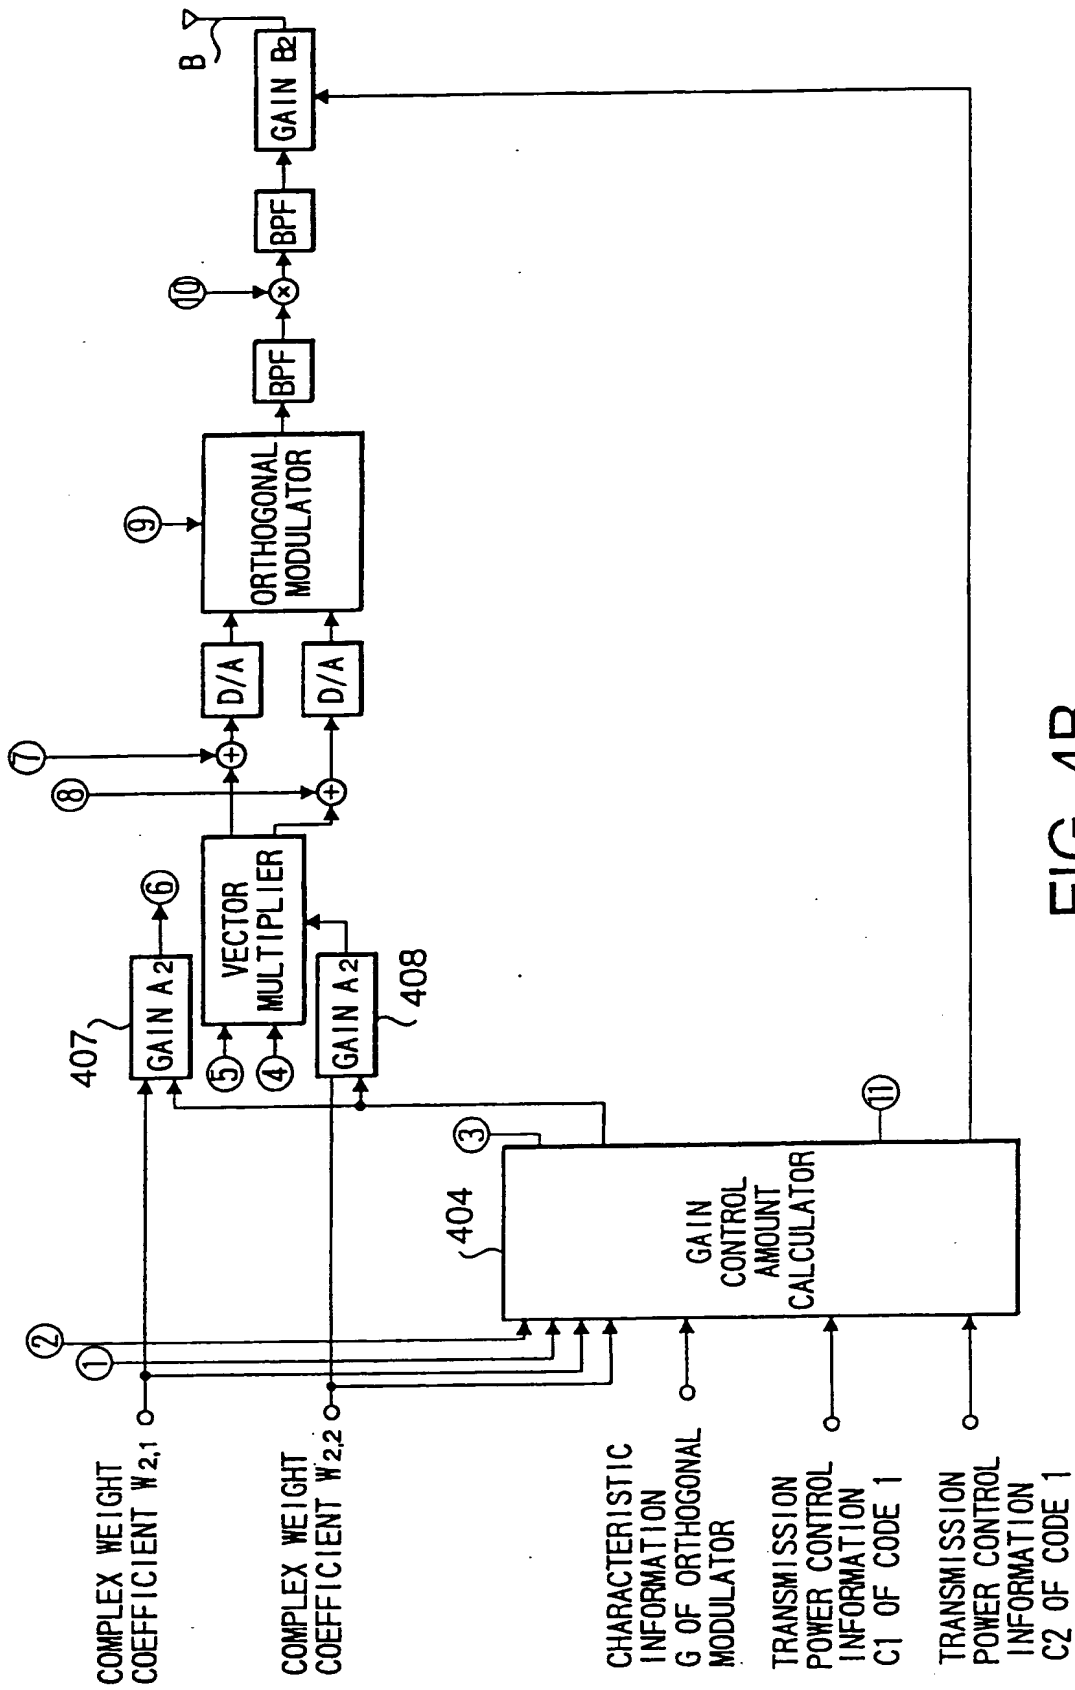 COMPLEX WEIGHT
COEFFICIENT W2,1
COMPLEX WEIGHT
COEFFICIENT W2,2
CHARACTERISTIC
INFORMATION
G OF ORTHOGONAL
MODULATOR
TRANSMISSION
POWER CONTROL
INFORMATION
C1 OF CODE 1
TRANSMISSION
POWER CONTROL
INFORMATION
C2 OF CODE 1
②
①
404
GAIN
CONTROL
AMOUNT
CALCULATOR
③
⑪
407
GAIN A2
⑥
⑤
④
VECTOR
MULTIPLIER
GAIN A2
408
⑦
⑧
+
+
D/A
D/A
⑨
ORTHOGONAL
MODULATOR
BPF
⑩
×
BPF
GAIN B2
B
FIG. 4B